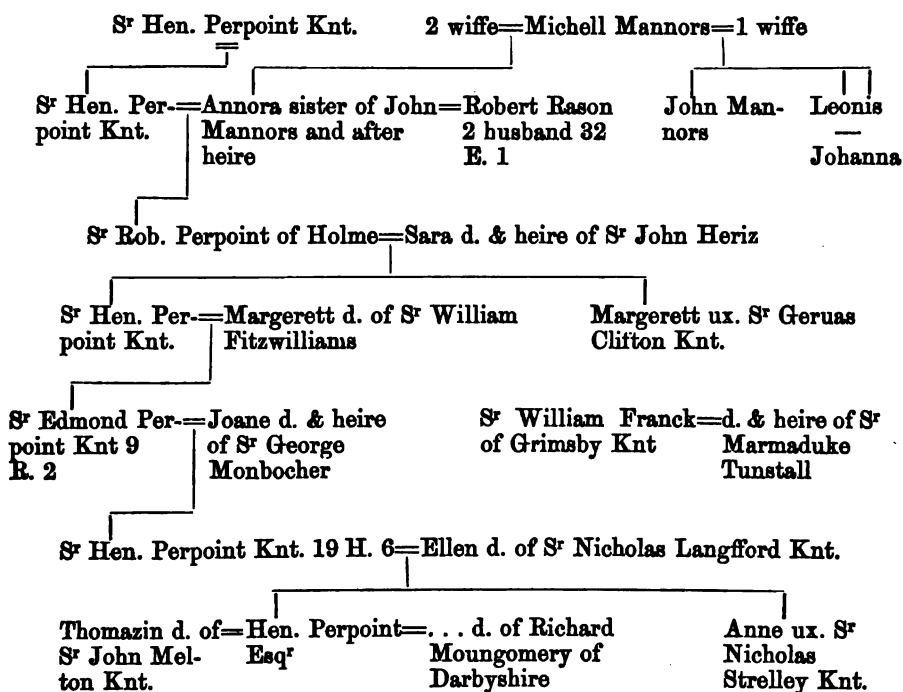 Sʳ Hen. Perpoint Knt. 2 wiffe=Michell Mannors=1 wiffe
Sʳ Hen. Per-=Annora sister of John=Robert Rason John Man- Leonis
point Knt. Mannors and after 2 husband 32 nors —
heire E. 1 Johanna
Sʳ Rob. Perpoint of Holme=Sara d. & heire of Sʳ John Heriz
Sʳ Hen. Per-=Margerett d. of Sʳ William Margerett ux. Sʳ Geruas
point Knt. Fitzwilliams Clifton Knt.
Sʳ Edmond Per-=Joane d. & heire Sʳ William Franck=d. & heire of Sʳ
point Knt 9 of Sʳ George of Grimsby Knt Marmaduke
R. 2 Monbocher Tunstall
Sʳ Hen. Perpoint Knt. 19 H. 6=Ellen d. of Sʳ Nicholas Langfford Knt.
Thomazin d. of=Hen. Perpoint=. . . d. of Richard Anne ux. Sʳ
Sʳ John Mel- Esqʳ Moungomery of Nicholas
ton Knt. Darbyshire Strelley Knt.